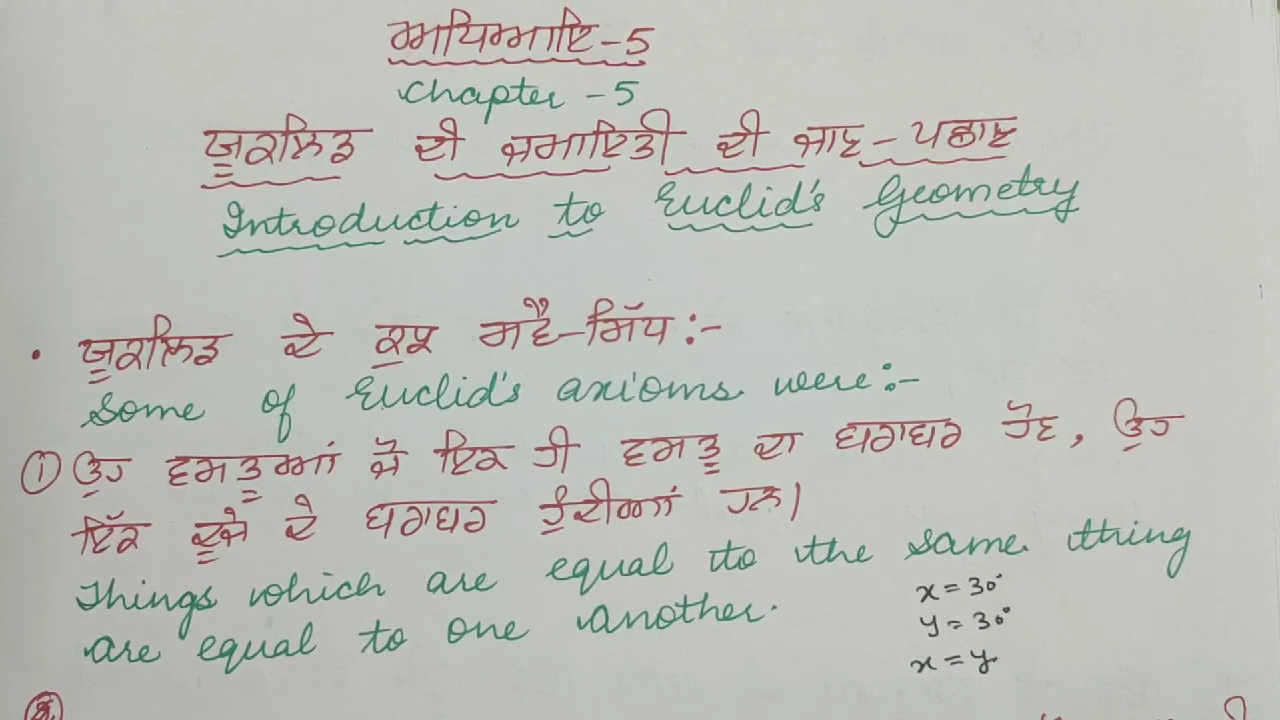 ਅਧਿਆਇ-5
Chapter -5
ਯੂਕਲਿਡ ਦੀ ਜਮਾਇਤੀ ਦੀ ਜਾਣ-ਪਛਾਣ
Introduction to Euclid's Geometry
• ਯੂਕਲਿਡ ਦੇ ਕੁਝ ਸਵੈ-ਸਿੱਧ :-
Some of Euclid's axioms were :-
① ਉਹ ਵਸਤੂਆਂ ਜੋ ਇਕ ਹੀ ਵਸਤੂ ਦਾ ਬਰਾਬਰ ਹੋਣ, ਉਹ
ਇੱਕ ਦੂਜੇ ਦੇ ਬਰਾਬਰ ਹੁੰਦੀਆਂ ਹਨ।
Things which are equal to the same thing
are equal to one another.
x = 30°
y = 30°
x = y